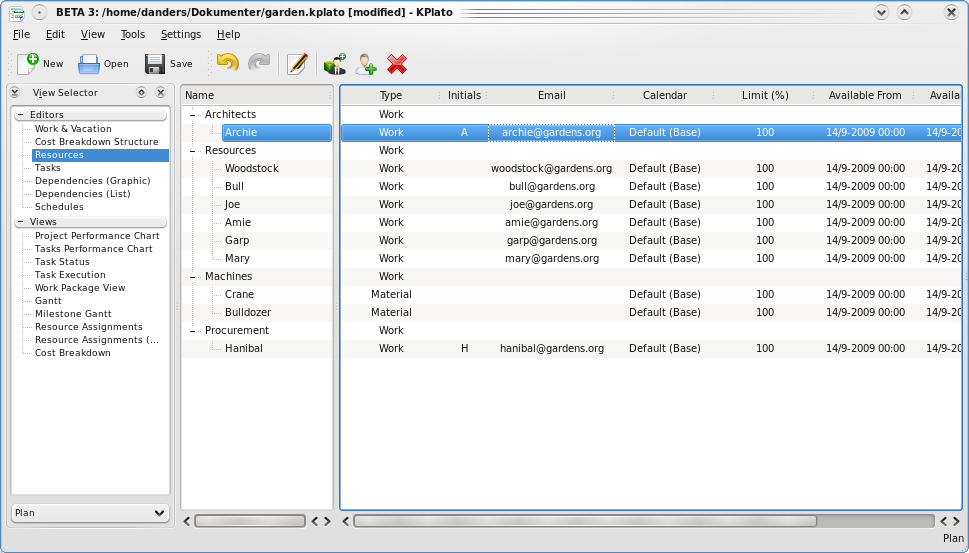 BETA 3: /home/danders/Dokumenter/garden.kplato [modified] - KPlato
File Edit View Tools Settings Help
New Open Save
View Selector
Editors
Work & Vacation
Cost Breakdown Structure
Resources
Tasks
Dependencies (Graphic)
Dependencies (List)
Schedules
Views
Project Performance Chart
Tasks Performance Chart
Task Status
Task Execution
Work Package View
Gantt
Milestone Gantt
Resource Assignments
Resource Assignments (...
Cost Breakdown
Plan
Name Type Initials Email Calendar Limit (%) Available From Availa
Architects Work
Archie Work A archie@gardens.org Default (Base) 100 14/9-2009 00:00 14/9-20
Resources Work
Woodstock Work woodstock@gardens.org Default (Base) 100 14/9-2009 00:00 14/9-20
Bull Work bull@gardens.org Default (Base) 100 14/9-2009 00:00 14/9-20
Joe Work joe@gardens.org Default (Base) 100 14/9-2009 00:00 14/9-20
Amie Work amie@gardens.org Default (Base) 100 14/9-2009 00:00 14/9-20
Garp Work garp@gardens.org Default (Base) 100 14/9-2009 00:00 14/9-20
Mary Work mary@gardens.org Default (Base) 100 14/9-2009 00:00 14/9-20
Machines Work
Crane Material Default (Base) 100 14/9-2009 00:00 14/9-20
Bulldozer Material Default (Base) 100 14/9-2009 00:00 14/9-20
Procurement Work
Hanibal Work H hanibal@gardens.org Default (Base) 100 14/9-2009 00:00 14/9-20
Plan